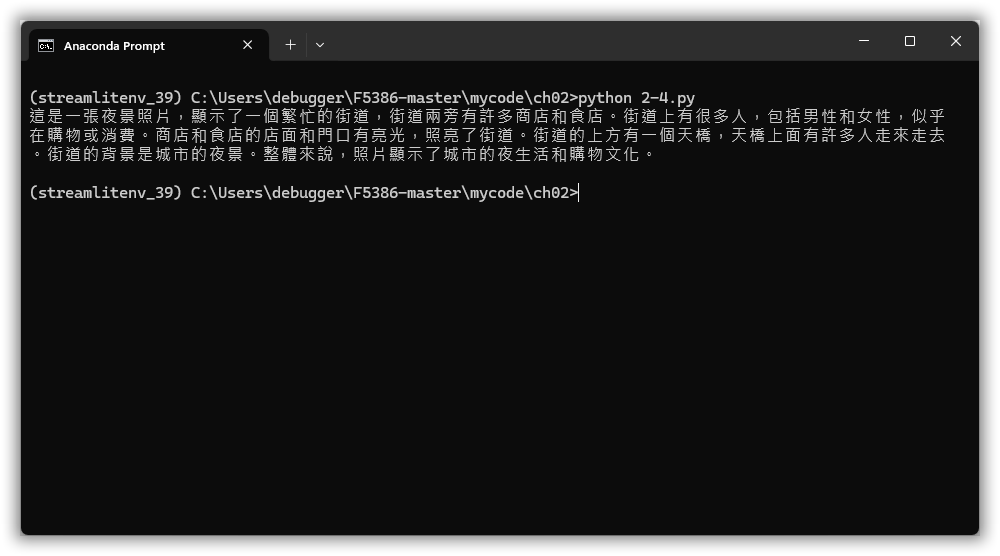 Anaconda Prompt
(streamlitenv_39) C:\Users\debugger\F5386-master\mycode\ch02>python 2-4.py
這是一張夜景照片，顯示了一個繁忙的街道，街道兩旁有許多商店和食店。街道上有很多人，包括男性和女性，似乎
在購物或消費。商店和食店的店面和門口有亮光，照亮了街道。街道的上方有一個天橋，天橋上面有許多人走來走去
。街道的背景是城市的夜景。整體來說，照片顯示了城市的夜生活和購物文化。
(streamlitenv_39) C:\Users\debugger\F5386-master\mycode\ch02>